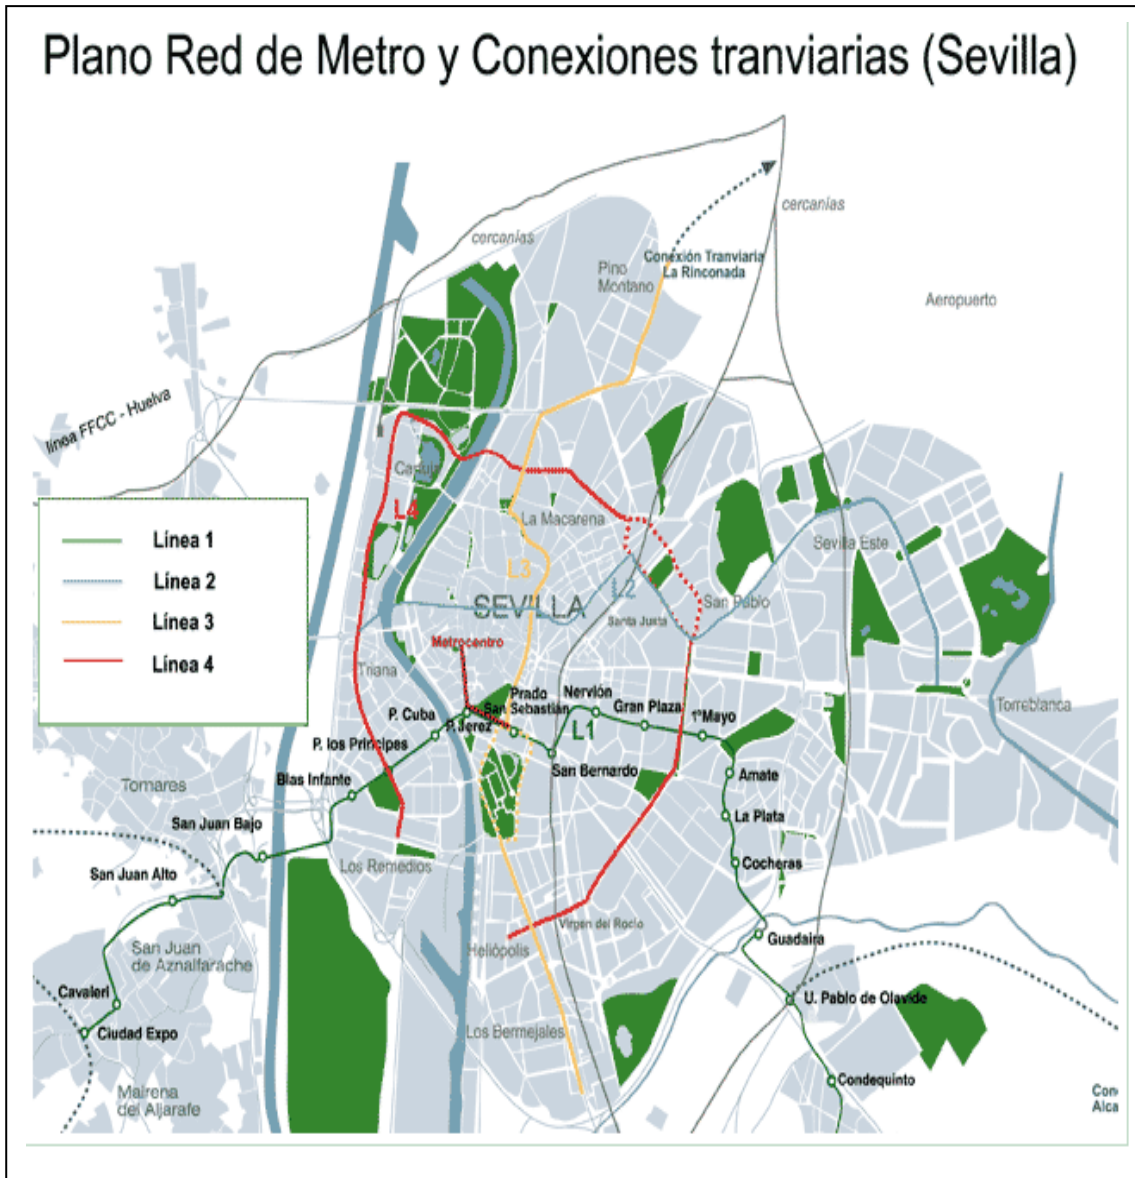 Plano Red de Metro y Conexiones tranviarias (Sevilla)
cercanías
cercanías
Conexión Tranviaria
La Rinconada
Pino
Montano
Aeropuerto
línea FFCC - Huelva
Cartuja
L4
La Macarena
Sevilla Este
L3
L2
SEVILLA
San Pablo
Santa Justa
Línea 1
Línea 2
Línea 3
Línea 4
Metrocentro
Triana
Prado
San Sebastián
Nervión
Gran Plaza
1ºMayo
Torreblanca
P. Cuba
P. Jerez
L1
P. los Principes
San Bernardo
Blas Infante
Amate
Tomares
San Juan Bajo
La Plata
Cocheras
Los Remedios
San Juan Alto
Virgen del Rocio
Guadaira
San Juan
de Aznalfarache
Heliópolis
Cavaleri
U. Pablo de Olavide
Ciudad Expo
Los Bermejales
Condequinto
Mairena
del Aljarafe
Con
Alca